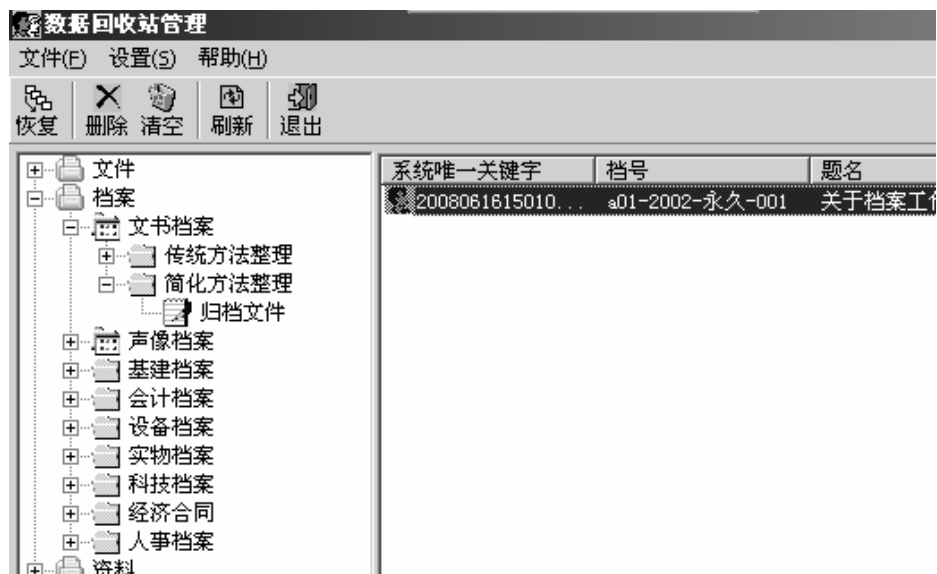 数据回收站管理
文件(F) 设置(S) 帮助(H)
恢复 删除 清空 刷新 退出
文件
档案
文书档案
传统方法整理
简化方法整理
归档文件
声像档案
基建档案
会计档案
设备档案
实物档案
科技档案
经济合同
人事档案
资料
系统唯一关键字 档号 题名
2008061615010... a01-2002-永久-001 关于档案工作